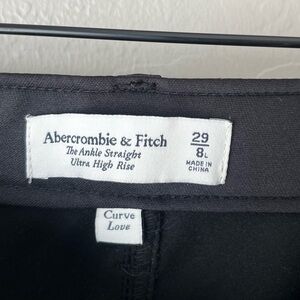 Abercrombie & Fitch
The Ankle Straight
Ultra High Rise
29
8L
MADE IN
CHINA
Curve
LOVE